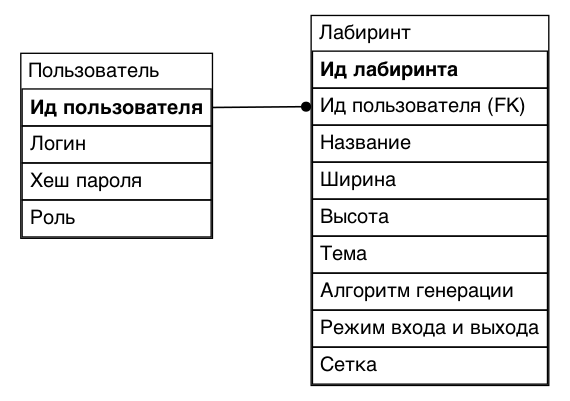 Пользователь
Ид пользователя
Логин
Хеш пароля
Роль
Лабиринт
Ид лабиринта
Ид пользователя (FK)
Название
Ширина
Высота
Тема
Алгоритм генерации
Режим входа и выхода
Сетка